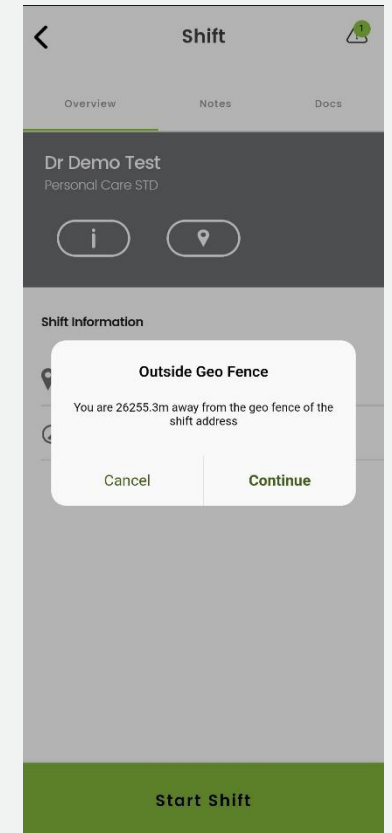 Shift
1
Overview Notes Docs
Dr Demo Test
Personal Care STD
i
Shift Information
Outside Geo Fence
You are 26255.3m away from the geo fence of the
shift address
Cancel Continue
Start Shift